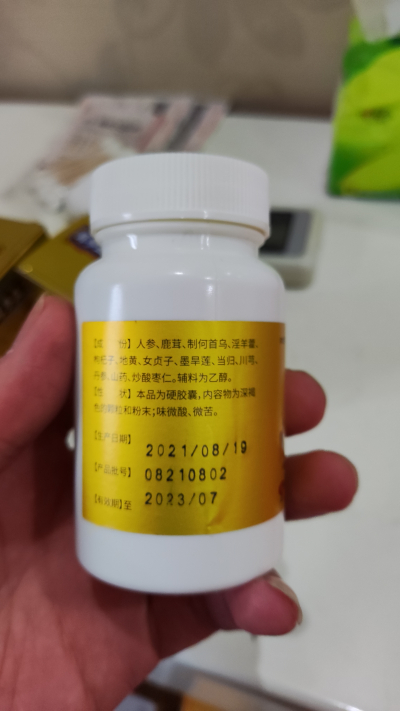 【成 份】人参、鹿茸、制何首乌、淫羊藿、
枸杞子、地黄、女贞子、墨旱莲、当归、川芎、
丹参、山药、炒酸枣仁。辅料为乙醇。
【性 状】本品为硬胶囊,内容物为深褐
色的颗粒和粉末;味微酸、微苦。
【生产日期】 2021/08/19
【产品批号】 08210802
【有效期】至 2023/07